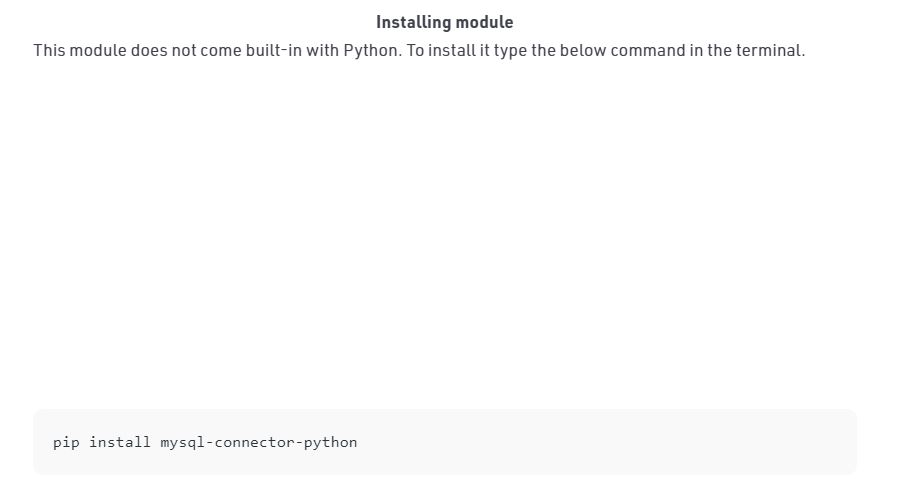 Installing module
This module does not come built-in with Python. To install it type the below command in the terminal.
pip install mysql-connector-python